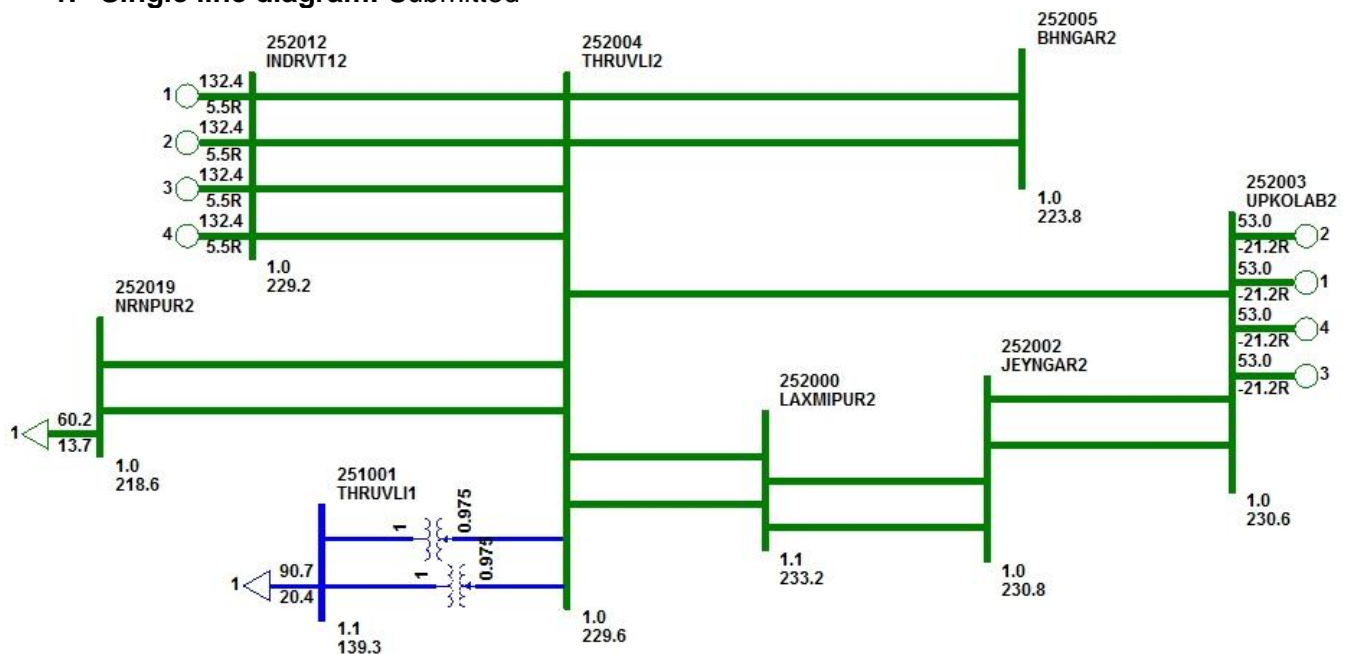 Single line diagram: Submitted
252012
INDRVT12
252004
THRUVLI2
252005
BHNGAR2
1
132.4
5.5R
2
132.4
5.5R
3
132.4
5.5R
4
132.4
5.5R
1.0
229.2
1.0
223.8
252003
UPKOLAB2
53.0
-21.2R
2
53.0
-21.2R
1
53.0
-21.2R
4
53.0
-21.2R
3
1.0
230.6
252019
NRNPUR2
1
60.2
13.7
1.0
218.6
252002
JEYNGAR2
1.0
230.8
252000
LAXMIPUR2
1.1
233.2
251001
THRUVLI1
1
0.975
1
0.975
1
90.7
20.4
1.1
139.3
1.0
229.6